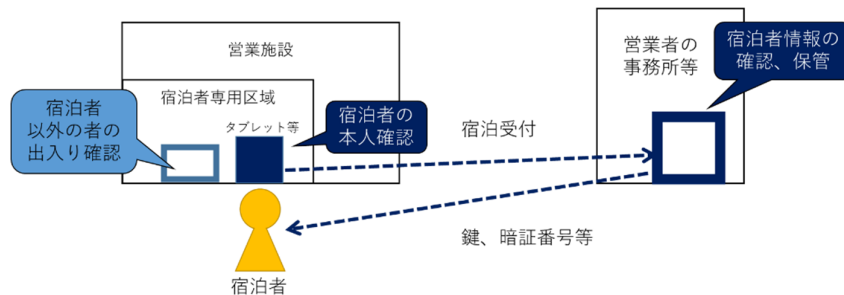 営業施設
宿泊者専用区域
宿泊者
以外の者の
出入り確認
タブレット等
宿泊者の
本人確認
宿泊受付
営業者の
事務所等
宿泊者情報の
確認、保管
鍵、暗証番号等
宿泊者